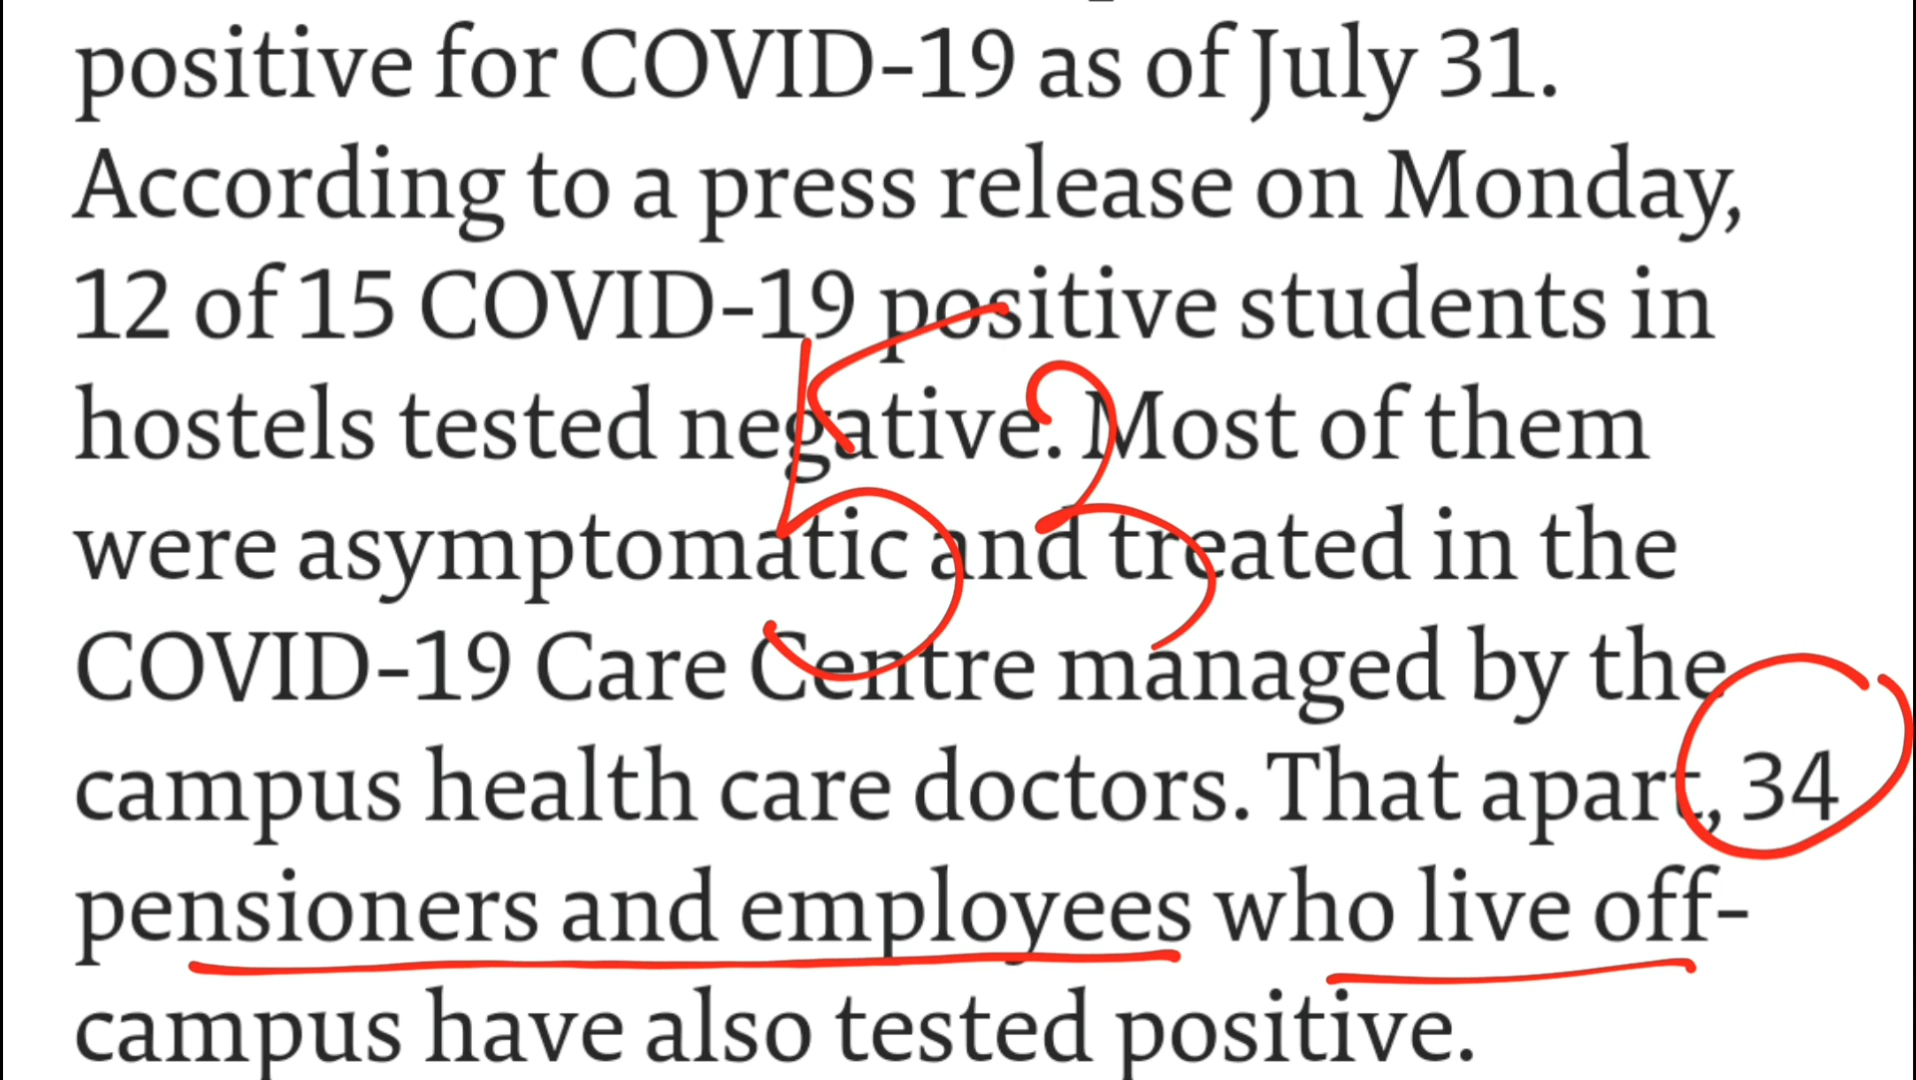 positive for COVID-19 as of July 31.
According to a press release on Monday,
12 of 15 COVID-19 positive students in
hostels tested negative. Most of them
were asymptomatic and treated in the
COVID-19 Care Centre managed by the
campus health care doctors. That apart, 34
pensioners and employees who live off-
campus have also tested positive.
53